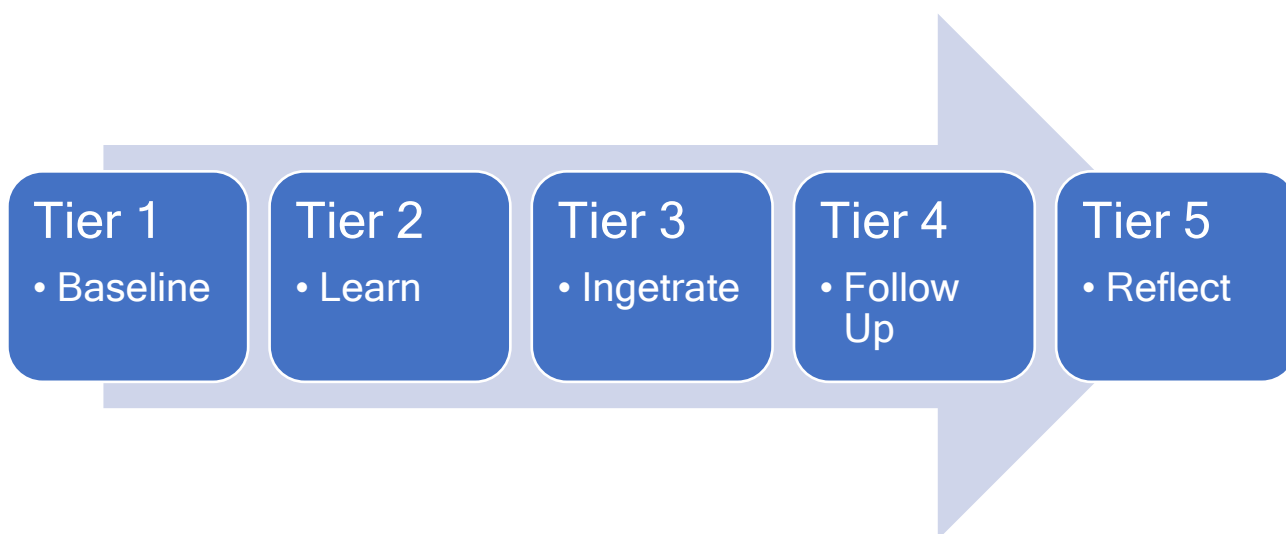 Tier 1
• Baseline
Tier 2
• Learn
Tier 3
• Ingetrate
Tier 4
• Follow
Up
Tier 5
• Reflect